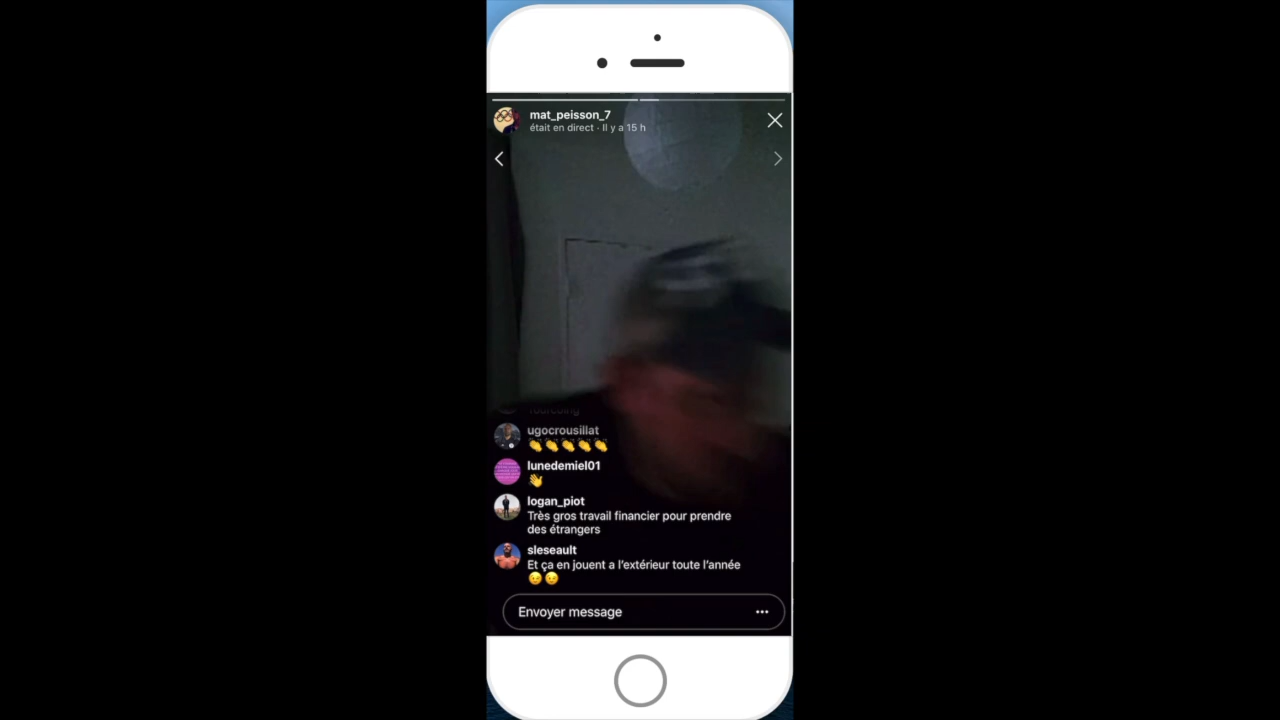 mat_peisson_7
était en direct · Il y a 15 h
ugocrousillat
👏👏👏👏👏
lunedemiel01
👋
logan_piot
Très gros travail financier pour prendre
des étrangers
sleseault
Et ça en jouent a l'extérieur toute l'année
😉😉
Envoyer message